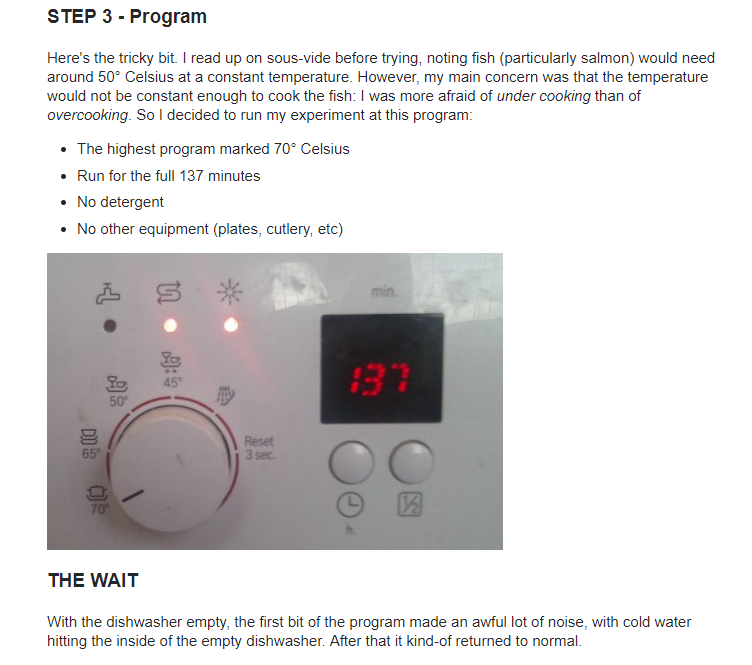 STEP 3 - Program
Here's the tricky bit. I read up on sous-vide before trying, noting fish (particularly salmon) would need
around 50° Celsius at a constant temperature. However, my main concern was that the temperature
would not be constant enough to cook the fish: I was more afraid of under cooking than of
overcooking. So I decided to run my experiment at this program:
• The highest program marked 70° Celsius
• Run for the full 137 minutes
• No detergent
• No other equipment (plates, cutlery, etc)
min.
137
45°
50°
Reset
3 sec.
65°
70°
1/2
h.
THE WAIT
With the dishwasher empty, the first bit of the program made an awful lot of noise, with cold water
hitting the inside of the empty dishwasher. After that it kind-of returned to normal.